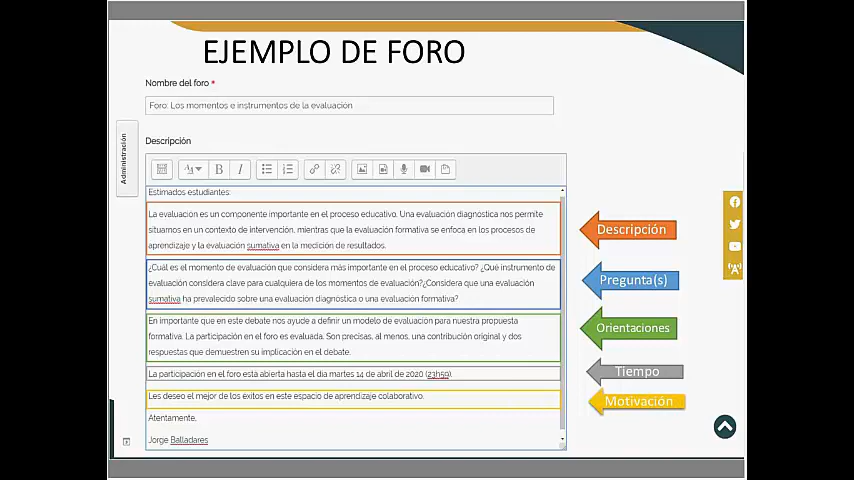 EJEMPLO DE FORO
Nombre del foro *
Foro: Los momentos e instrumentos de la evaluación
Administración
Descripción
B I
Estimados estudiantes:
La evaluación es un componente importante en el proceso educativo. Una evaluación diagnóstica nos permite
situarnos en un contexto de intervención, mientras que la evaluación formativa se enfoca en los procesos de
aprendizaje y la evaluación sumativa en la medición de resultados.
Descripción
¿Cuál es el momento de evaluación que considera más importante en el proceso educativo? ¿Qué instrumento de
evaluación considera clave para cualquiera de los momentos de evaluación?¿Considera que una evaluación
sumativa ha prevalecido sobre una evaluación diagnóstica o una evaluación formativa?
Pregunta(s)
En importante que en este debate nos ayude a definir un modelo de evaluación para nuestra propuesta
formativa. La participación en el foro es evaluada. Son precisas, al menos, una contribución original y dos
respuestas que demuestren su implicación en el debate.
Orientaciones
La participación en el foro está abierta hasta el día martes 14 de abril de 2020 (23h59).
Tiempo
Les deseo el mejor de los éxitos en este espacio de aprendizaje colaborativo.
Motivación
Atentamente,
Jorge Balladares